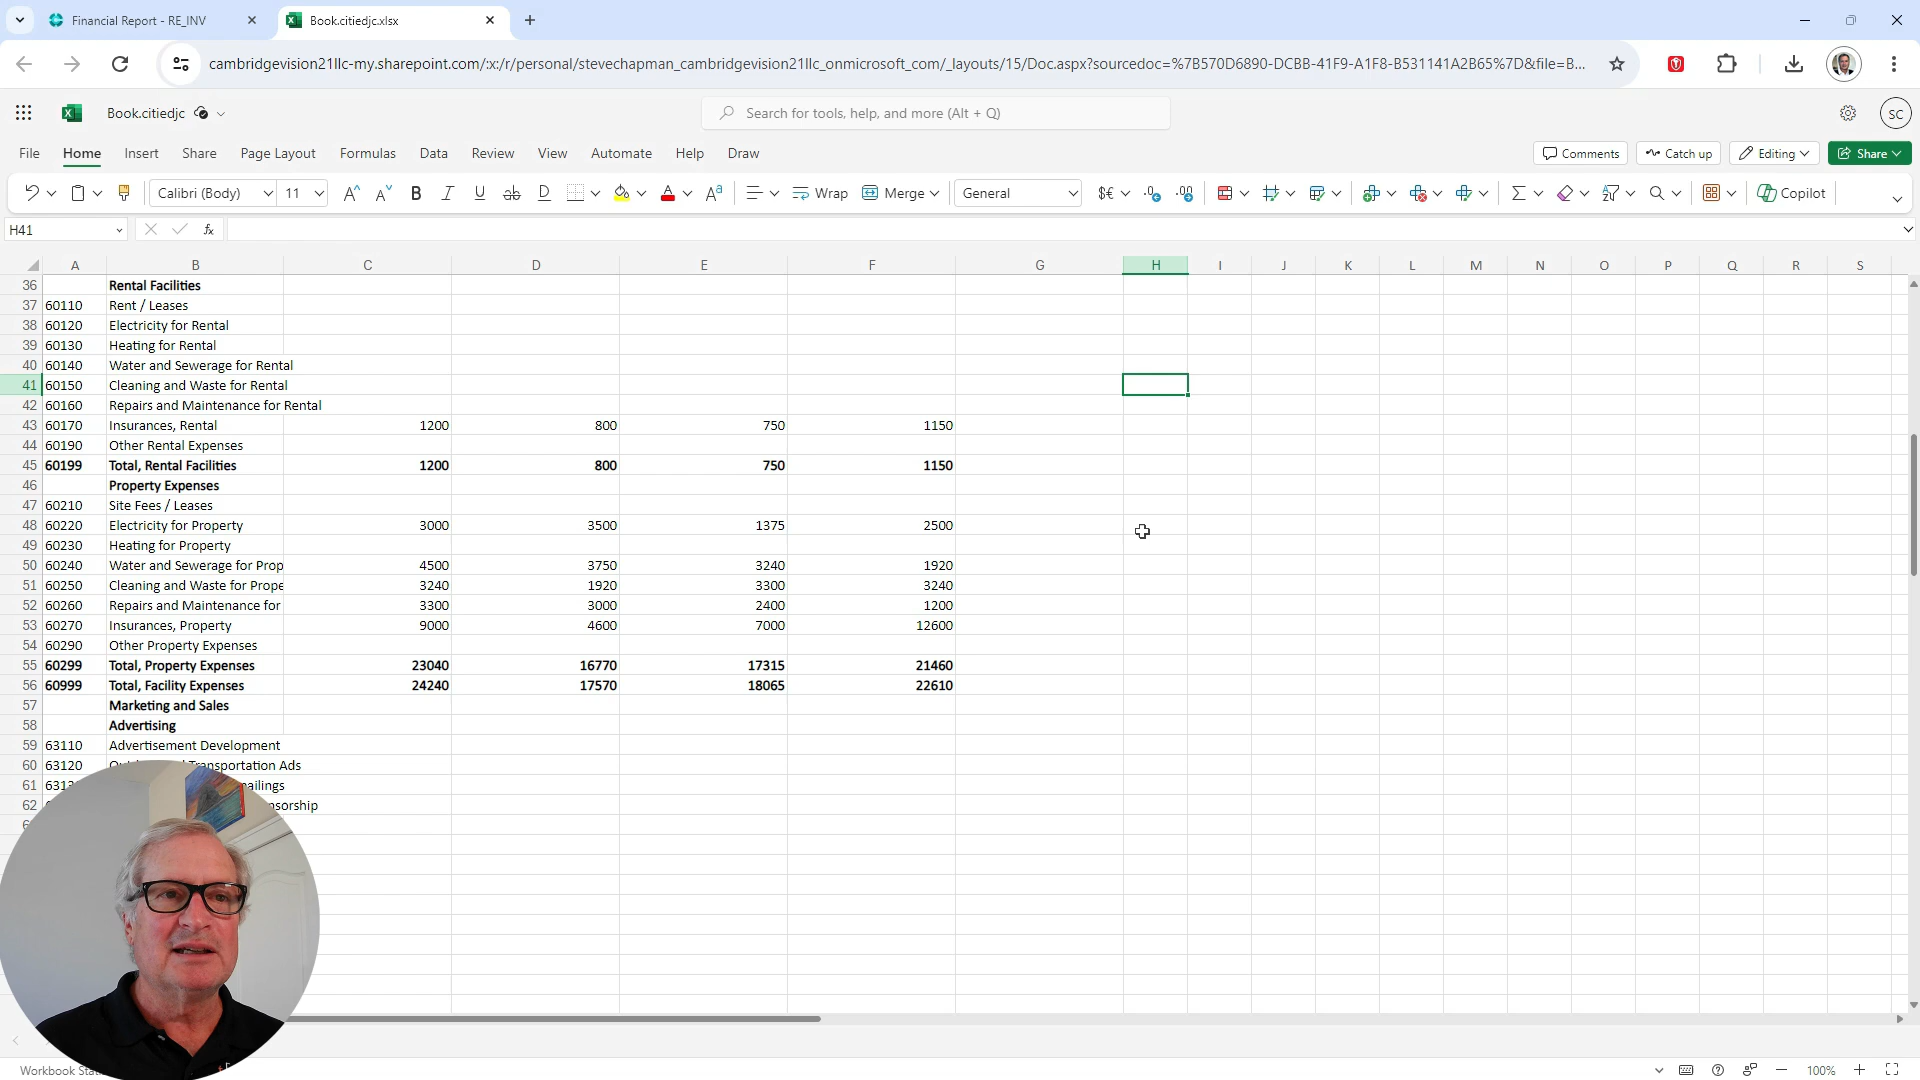 Financial Report - RE_INV
Book.citiedjc.xlsx
cambridgevision21llc-my.sharepoint.com/:x:/r/personal/stevechapman_cambridgevision21llc_onmicrosoft_com/_layouts/15/Doc.aspx?sourcedoc=%7B570D6890-DCBB-41F9-A1F8-B531141A2B65%7D&file=B...
Book.citiedjc
Search for tools, help, and more (Alt + Q)
SC
File Home Insert Share Page Layout Formulas Data Review View Automate Help Draw
Comments Catch up Editing Share
Calibri (Body) 11 Wrap Merge General Copilot
H41
A B C D E F G H I J K L M N O P Q R S
36 Rental Facilities
37 60110 Rent / Leases
38 60120 Electricity for Rental
39 60130 Heating for Rental
40 60140 Water and Sewerage for Rental
41 60150 Cleaning and Waste for Rental
42 60160 Repairs and Maintenance for Rental
43 60170 Insurances, Rental 1200 800 750 1150
44 60190 Other Rental Expenses
45 60199 Total, Rental Facilities 1200 800 750 1150
46 Property Expenses
47 60210 Site Fees / Leases
48 60220 Electricity for Property 3000 3500 1375 2500
49 60230 Heating for Property
50 60240 Water and Sewerage for Prop 4500 3750 3240 1920
51 60250 Cleaning and Waste for Prope 3240 1920 3300 3240
52 60260 Repairs and Maintenance for 3300 3000 2400 1200
53 60270 Insurances, Property 9000 4600 7000 12600
54 60290 Other Property Expenses
55 60299 Total, Property Expenses 23040 16770 17315 21460
56 60999 Total, Facility Expenses 24240 17570 18065 22610
57 Marketing and Sales
58 Advertising
59 63110 Advertisement Development
60 63120 Transportation Ads
61
62
Workbook
100%